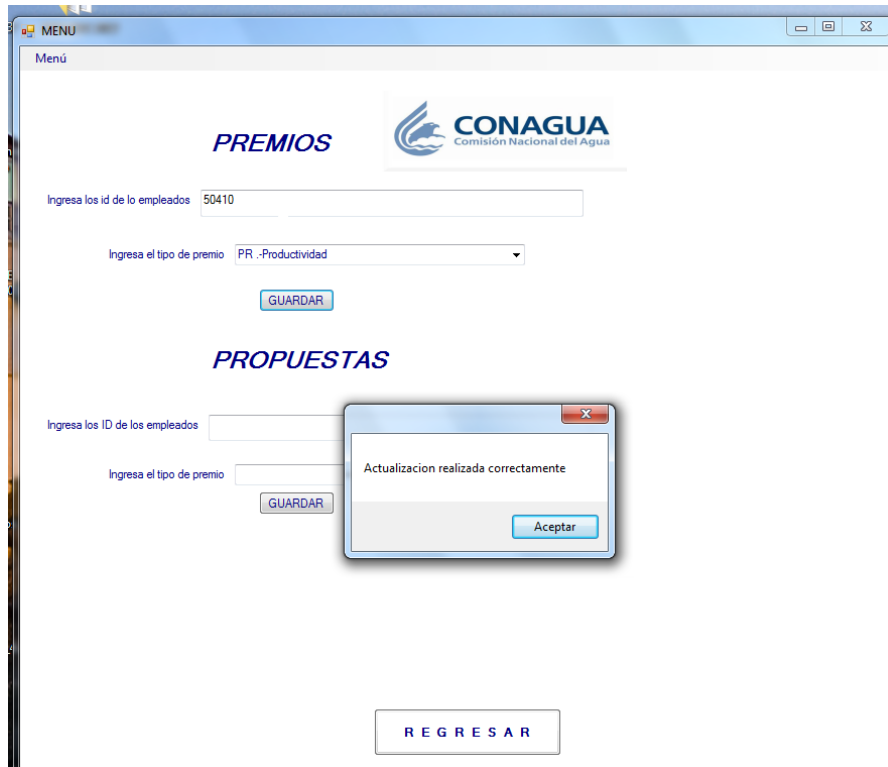 MENU
Menú
PREMIOS
CONAGUA
Comisión Nacional del Agua
Ingresa los id de lo empleados 50410
Ingresa el tipo de premio PR .-Productividad
GUARDAR
PROPUESTAS
Ingresa los ID de los empleados
Actualizacion realizada correctamente
Ingresa el tipo de premio
GUARDAR
Aceptar
REGRESAR